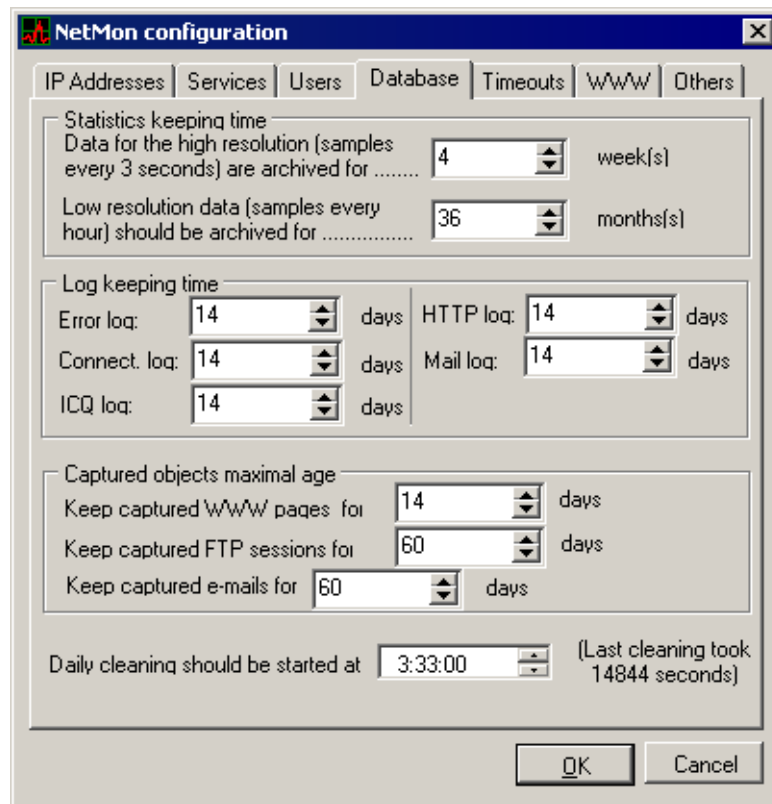 NetMon configuration
IP Addresses Services Users Database Timeouts WWW Others
Statistics keeping time
Data for the high resolution (samples
every 3 seconds) are archived for ........ 4 week(s)
Low resolution data (samples every
hour) should be archived for ................ 36 months(s)
Log keeping time
Error log: 14 days HTTP log: 14 days
Connect. log: 14 days Mail log: 14 days
ICQ log: 14 days
Captured objects maximal age
Keep captured WWW pages for 14 days
Keep captured FTP sessions for 60 days
Keep captured e-mails for 60 days
Daily cleaning should be started at 3:33:00 (Last cleaning took
14844 seconds)
OK Cancel